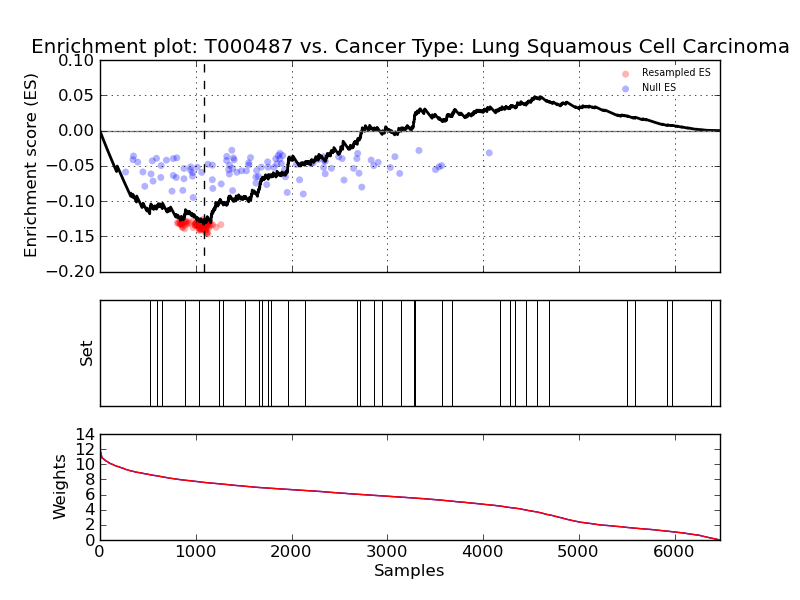 Enrichment plot: T000487 vs. Cancer Type: Lung Squamous Cell Carcinoma
Enrichment score (ES)
0.10
0.05
0.00
−0.05
−0.10
−0.15
−0.20
Resampled ES
Null ES
Set
Weights
14
12
10
8
6
4
2
0
0 1000 2000 3000 4000 5000 6000
Samples